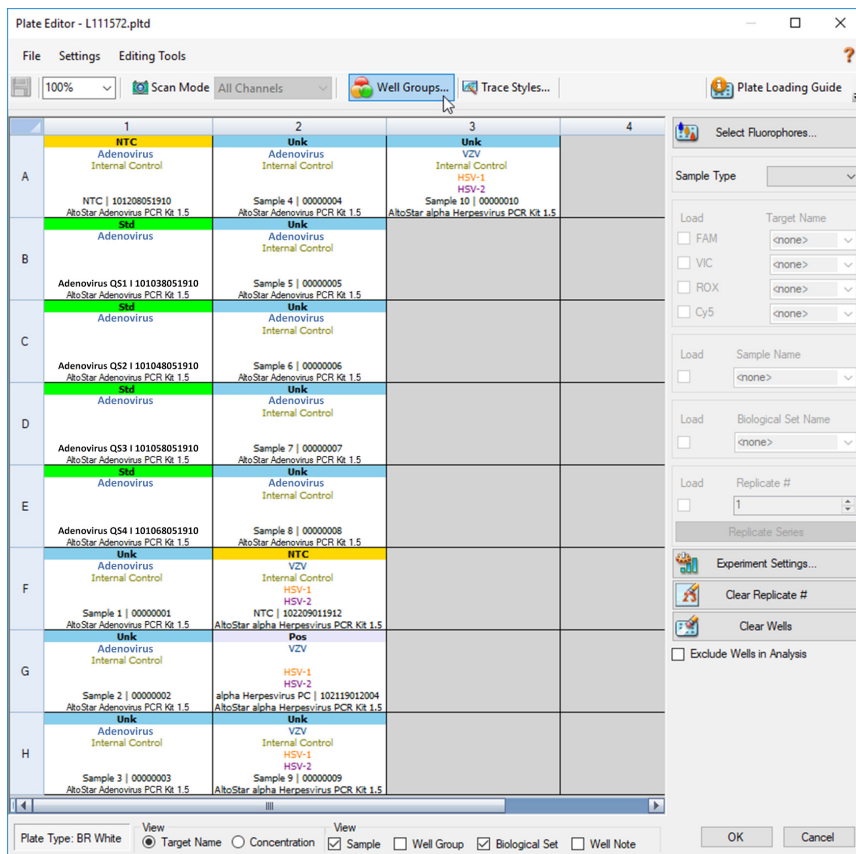 Plate Editor - L111572.pltd
File Settings Editing Tools ?
100% Scan Mode All Channels Well Groups... Trace Styles... Plate Loading Guide
1 2 3 4
A
NTC
Adenovirus
Internal Control
NTC | 101208051910
AltoStar Adenovirus PCR Kit 1.5
Unk
Adenovirus
Internal Control
Sample 4 | 00000004
AltoStar Adenovirus PCR Kit 1.5
Unk
VZV
Internal Control
HSV-1
HSV-2
Sample 10 | 00000010
AltoStar alpha Herpesvirus PCR Kit 1.5
B
Std
Adenovirus
Adenovirus QS1 I 101038051910
AltoStar Adenovirus PCR Kit 1.5
Unk
Adenovirus
Internal Control
Sample 5 | 00000005
AltoStar Adenovirus PCR Kit 1.5
C
Std
Adenovirus
Adenovirus QS2 I 101048051910
AltoStar Adenovirus PCR Kit 1.5
Unk
Adenovirus
Internal Control
Sample 6 | 00000006
AltoStar Adenovirus PCR Kit 1.5
D
Std
Adenovirus
Adenovirus QS3 I 101058051910
AltoStar Adenovirus PCR Kit 1.5
Unk
Adenovirus
Internal Control
Sample 7 | 00000007
AltoStar Adenovirus PCR Kit 1.5
E
Std
Adenovirus
Adenovirus QS4 I 101068051910
AltoStar Adenovirus PCR Kit 1.5
Unk
Adenovirus
Internal Control
Sample 8 | 00000008
AltoStar Adenovirus PCR Kit 1.5
F
Unk
Adenovirus
Internal Control
Sample 1 | 00000001
AltoStar Adenovirus PCR Kit 1.5
NTC
VZV
Internal Control
HSV-1
HSV-2
NTC | 102209011912
AltoStar alpha Herpesvirus PCR Kit 1.5
G
Unk
Adenovirus
Internal Control
Sample 2 | 00000002
AltoStar Adenovirus PCR Kit 1.5
Pos
VZV
HSV-1
HSV-2
alpha Herpesvirus PC | 102119012004
AltoStar alpha Herpesvirus PCR Kit 1.5
H
Unk
Adenovirus
Internal Control
Sample 3 | 00000003
AltoStar Adenovirus PCR Kit 1.5
Unk
VZV
Internal Control
HSV-1
HSV-2
Sample 9 | 00000009
AltoStar alpha Herpesvirus PCR Kit 1.5
Select Fluorophores...
Sample Type
Load Target Name
FAM <none>
VIC <none>
ROX <none>
Cy5 <none>
Load Sample Name
<none>
Load Biological Set Name
<none>
Load Replicate #
1
Replicate Series
Experiment Settings...
Clear Replicate #
Clear Wells
Exclude Wells in Analysis
Plate Type: BR White
View
Target Name Concentration
View
Sample Well Group Biological Set Well Note
OK Cancel